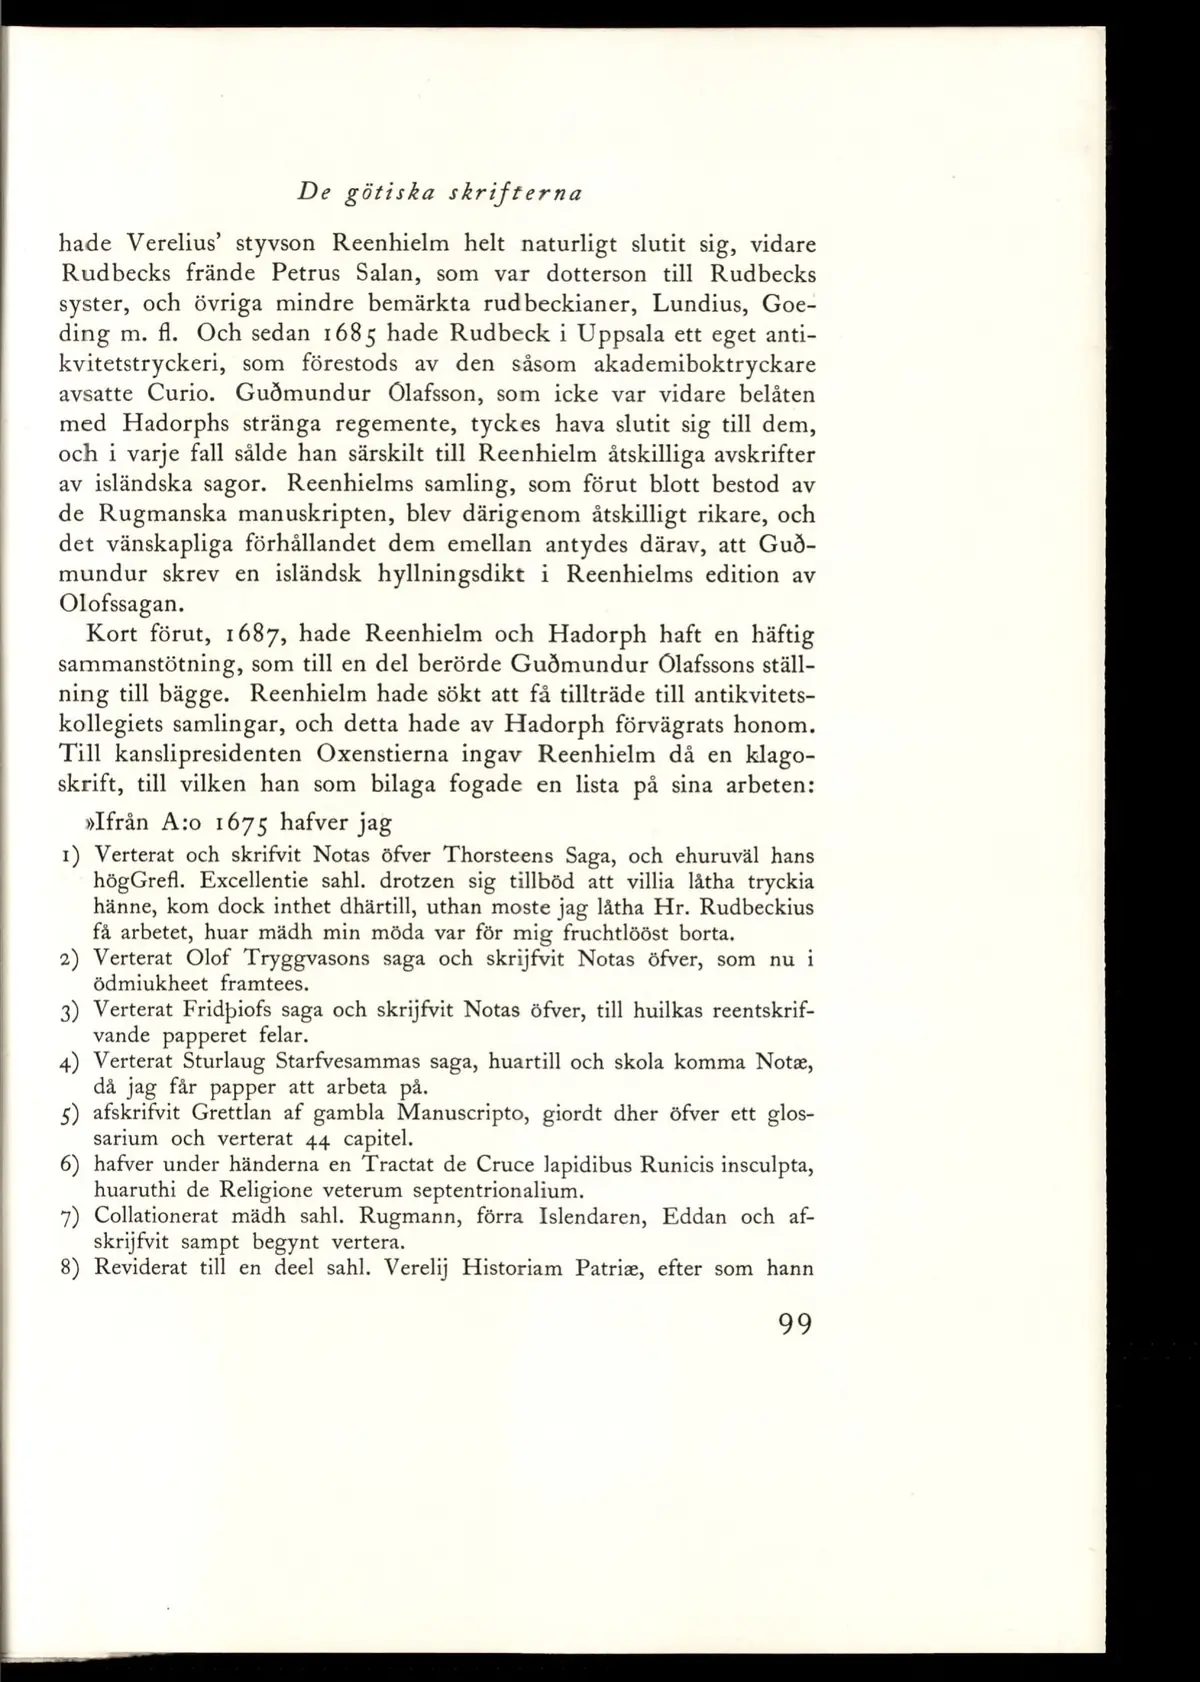 De götiska skrifterna
hade Verelius’ styvson Reenhielm helt naturligt slutit sig, vidare
Rudbecks frände Petrus Salan, som var dotterson till Rudbecks
syster, och övriga mindre bemärkta rudbeckianer, Lundius, Goe-
ding m. fl. Och sedan 1685 hade Rudbeck i Uppsala ett eget anti-
kvitetstryckeri, som förestods av den såsom akademiboktryckare
avsatte Curio. Guðmundur Ólafsson, som icke var vidare belåten
med Hadorphs stränga regemente, tyckes hava slutit sig till dem,
och i varje fall sålde han särskilt till Reenhielm åtskilliga avskrifter
av isländska sagor. Reenhielms samling, som förut blott bestod av
de Rugmanska manuskripten, blev därigenom åtskilligt rikare, och
det vänskapliga förhållandet dem emellan antydes därav, att Guð-
mundur skrev en isländsk hyllningsdikt i Reenhielms edition av
Olofssagan.
Kort förut, 1687, hade Reenhielm och Hadorph haft en häftig
sammanstötning, som till en del berörde Guðmundur Ólafssons ställ-
ning till bägge. Reenhielm hade sökt att få tillträde till antikvitets-
kollegiets samlingar, och detta hade av Hadorph förvägrats honom.
Till kanslipresidenten Oxenstierna ingav Reenhielm då en klago-
skrift, till vilken han som bilaga fogade en lista på sina arbeten:
»Ifrån A:o 1675 hafver jag
1) Verterat och skrifvit Notas öfver Thorsteens Saga, och ehuruväl hans
högGrefl. Excellentie sahl. drotzen sig tillböd att villia låtha tryckia
hänne, kom dock inthet dhärtill, uthan moste jag låtha Hr. Rudbeckius
få arbetet, huar mädh min möda var för mig fruchtlööst borta.
2) Verterat Olof Tryggvasons saga och skrijfvit Notas öfver, som nu i
ödmiukheet framtees.
3) Verterat Fridþiofs saga och skrijfvit Notas öfver, till huilkas reentskrif-
vande papperet felar.
4) Verterat Sturlaug Starfvesammas saga, huartill och skola komma Notæ,
då jag får papper att arbeta på.
5) afskrifvit Grettlan af gambla Manuscripto, giordt dher öfver ett glos-
sarium och verterat 44 capitel.
6) hafver under händerna en Tractat de Cruce lapidibus Runicis insculpta,
huaruthi de Religione veterum septentrionalium.
7) Collationerat mädh sahl. Rugmann, förra Islendaren, Eddan och af-
skrijfvit sampt begynt vertera.
8) Reviderat till en deel sahl. Verelij Historiam Patriæ, efter som hann
99